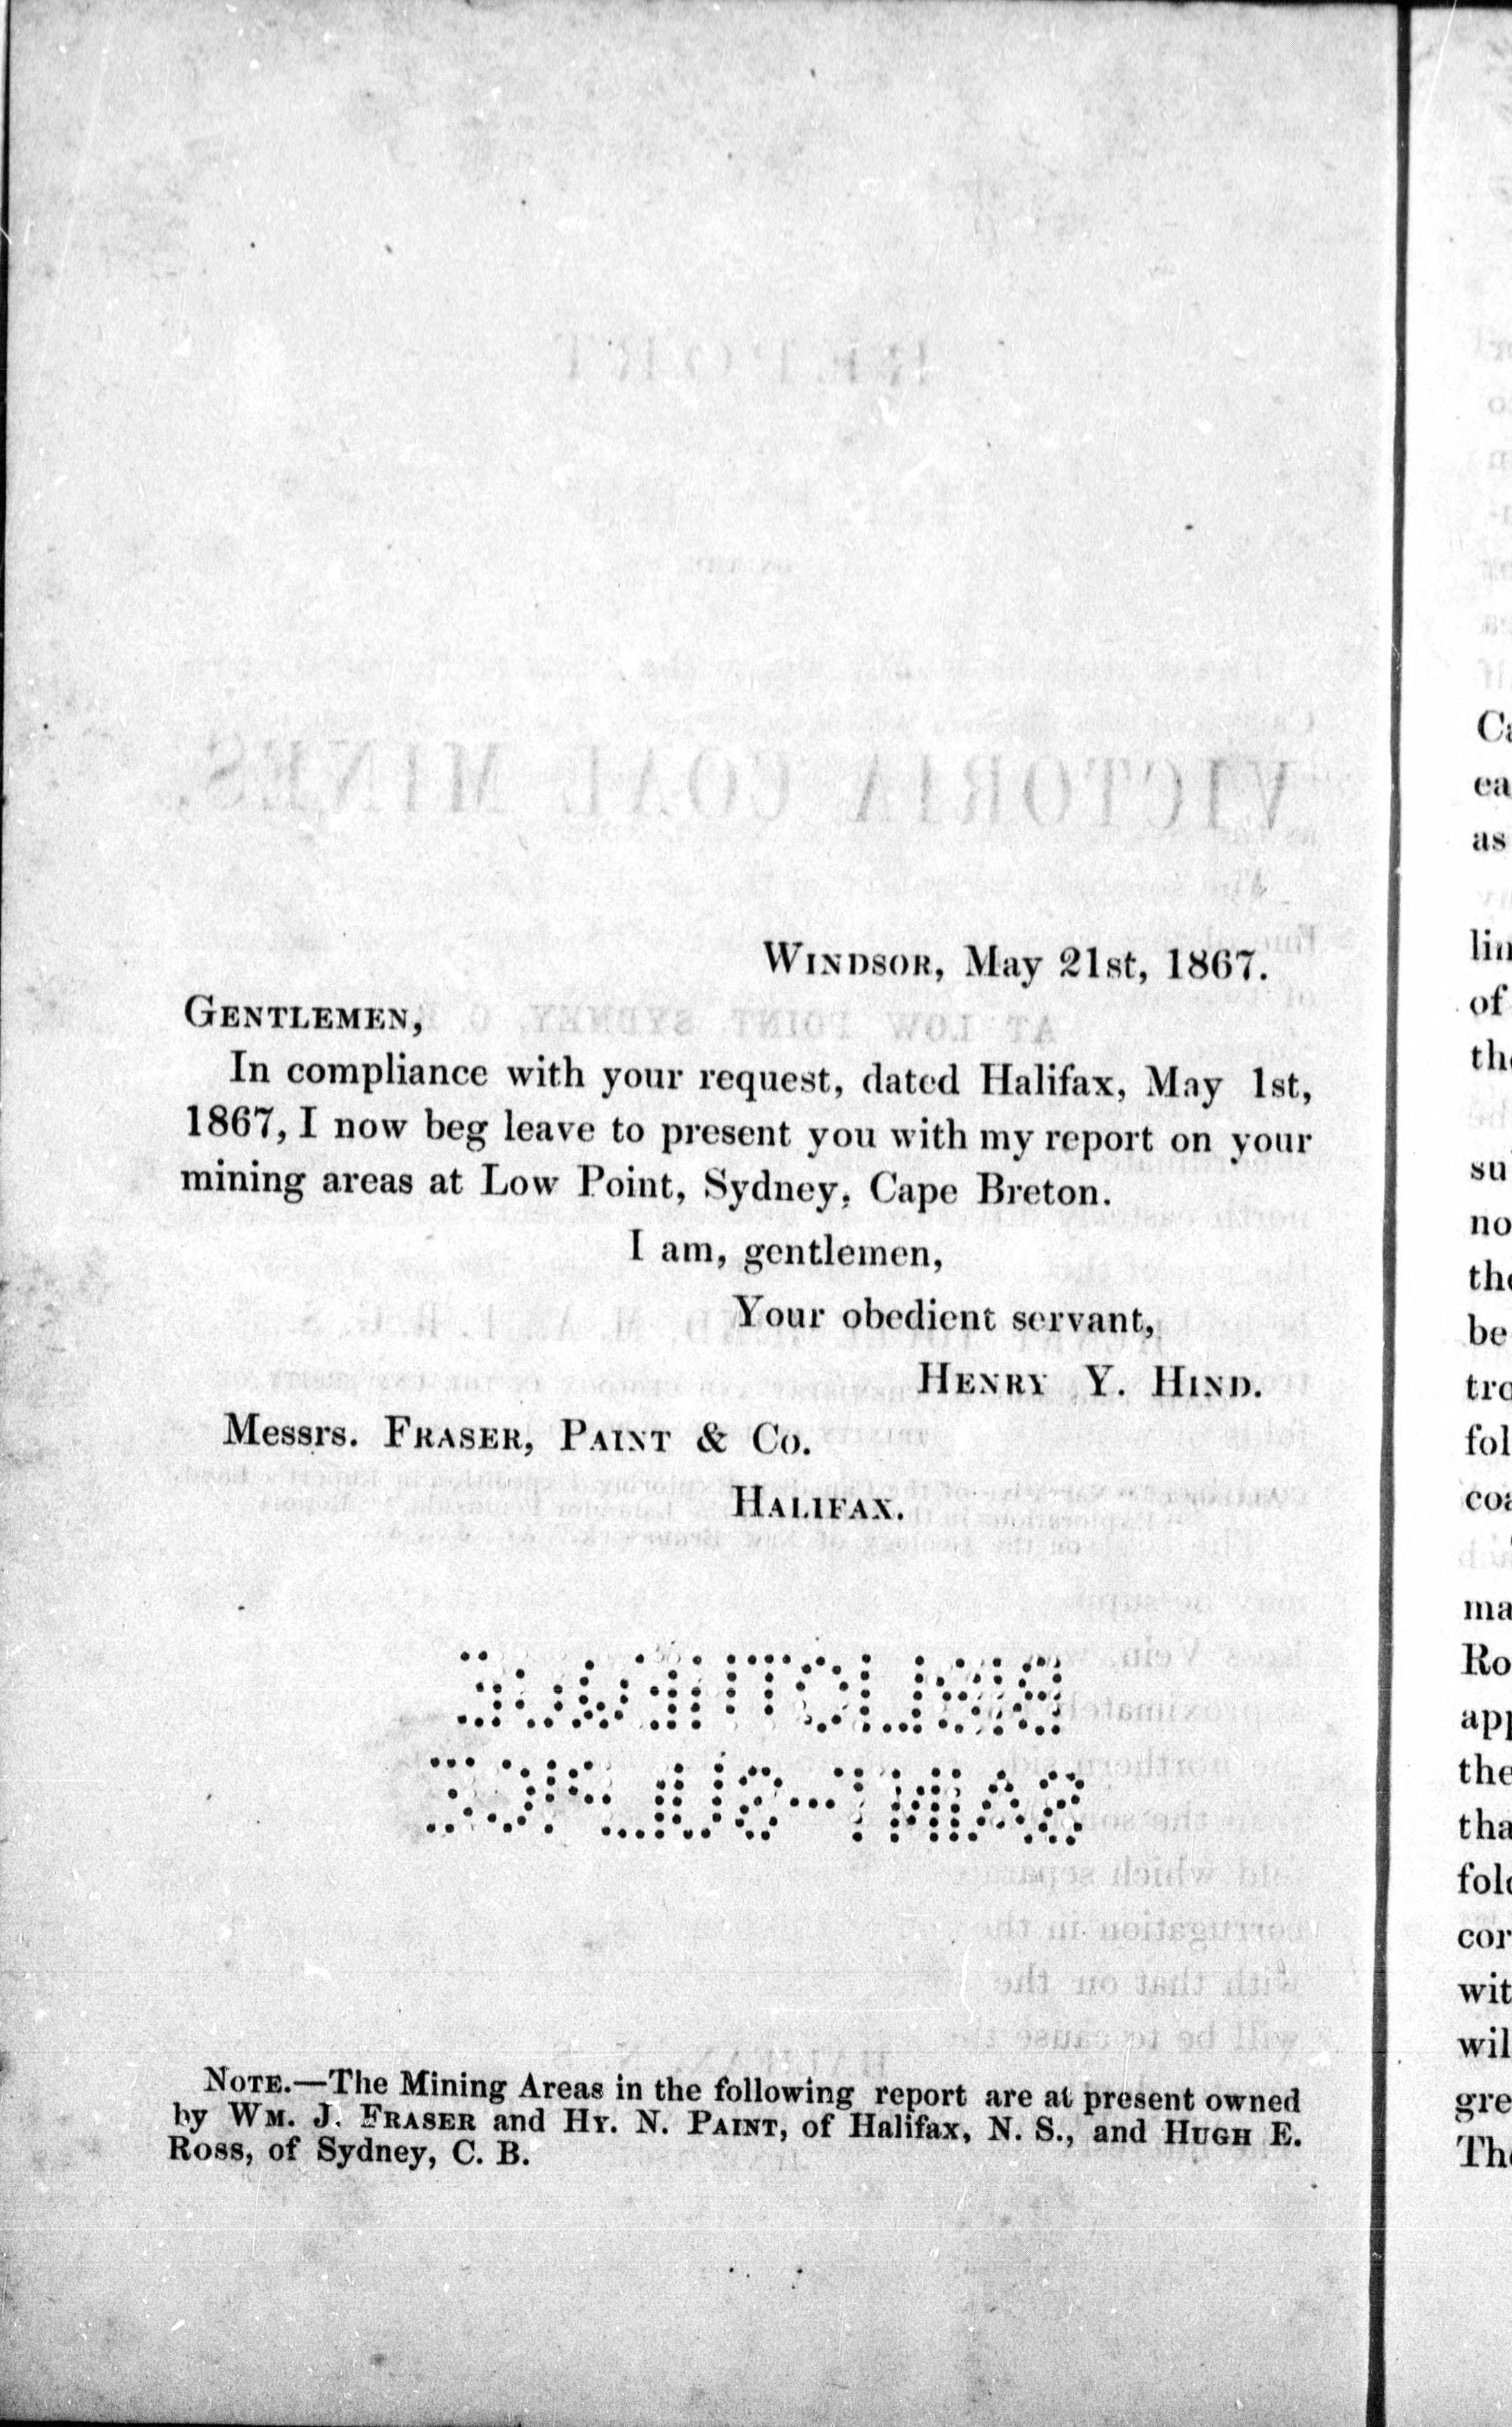 WINDSOR, May 21st, 1867.
GENTLEMEN,
In compliance with your request, dated Halifax, May 1st,
1867, I now beg leave to present you with my report on your
mining areas at Low Point, Sydney, Cape Breton.
I am, gentlemen,
Your obedient servant,
HENRY Y. HIND.
Messrs. FRASER, PAINT & Co.
HALIFAX.
BIBLIOTHEQUE
SAINT-SULPICE
NOTE.—The Mining Areas in the following report are at present owned
by WM. J. FRASER and HY. N. PAINT, of Halifax, N. S., and HUGH E.
Ross, of Sydney, C. B.